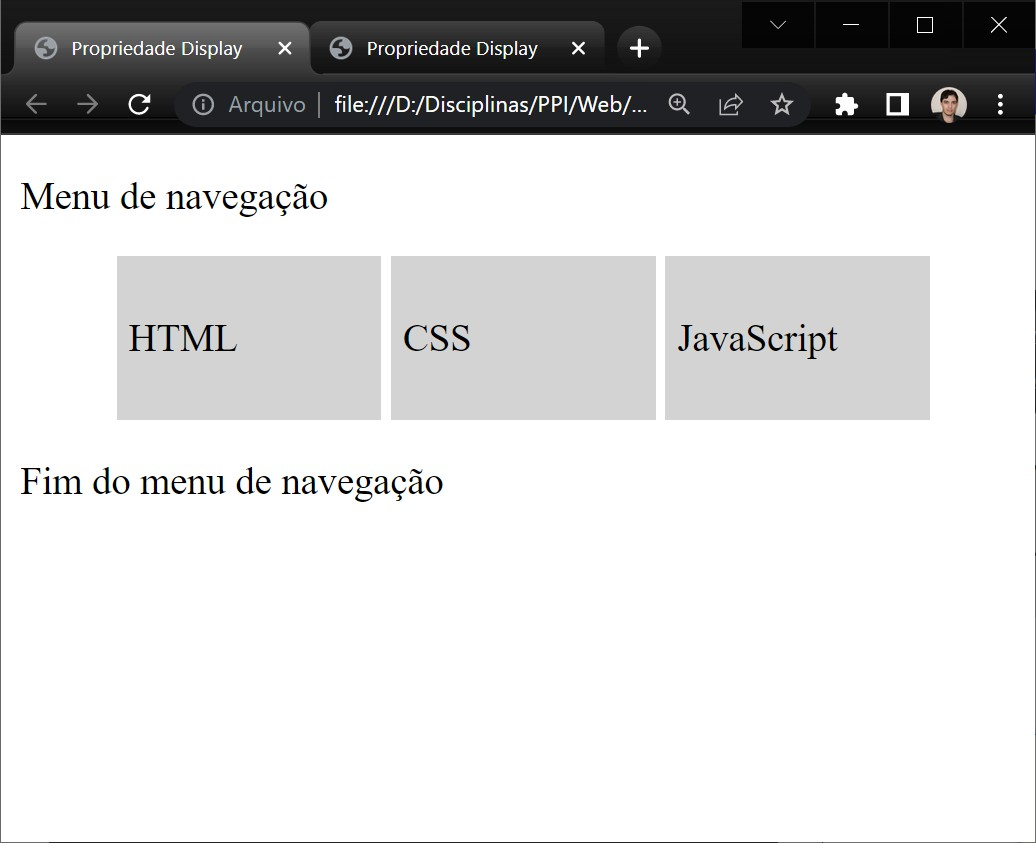 Propriedade Display Propriedade Display
Arquivo file:///D:/Disciplinas/PPI/Web/...
Menu de navegação
HTML CSS JavaScript
Fim do menu de navegação